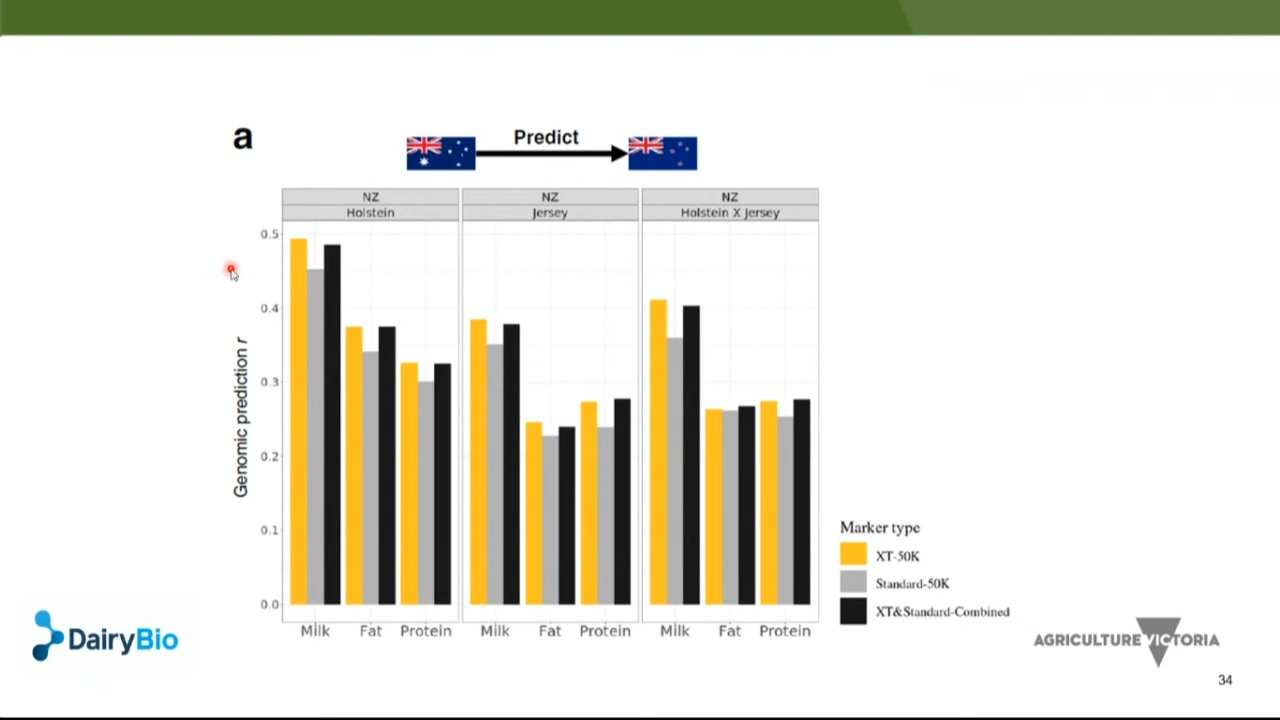 a
Predict
NZ
Holstein
NZ
Jersey
NZ
Holstein X Jersey
Genomic prediction r
0.5
0.4
0.3
0.2
0.1
0.0
Milk Fat Protein
Milk Fat Protein
Milk Fat Protein
Marker type
XT-50K
Standard-50K
XT&Standard-Combined
DairyBio
AGRICULTURE VICTORIA
34